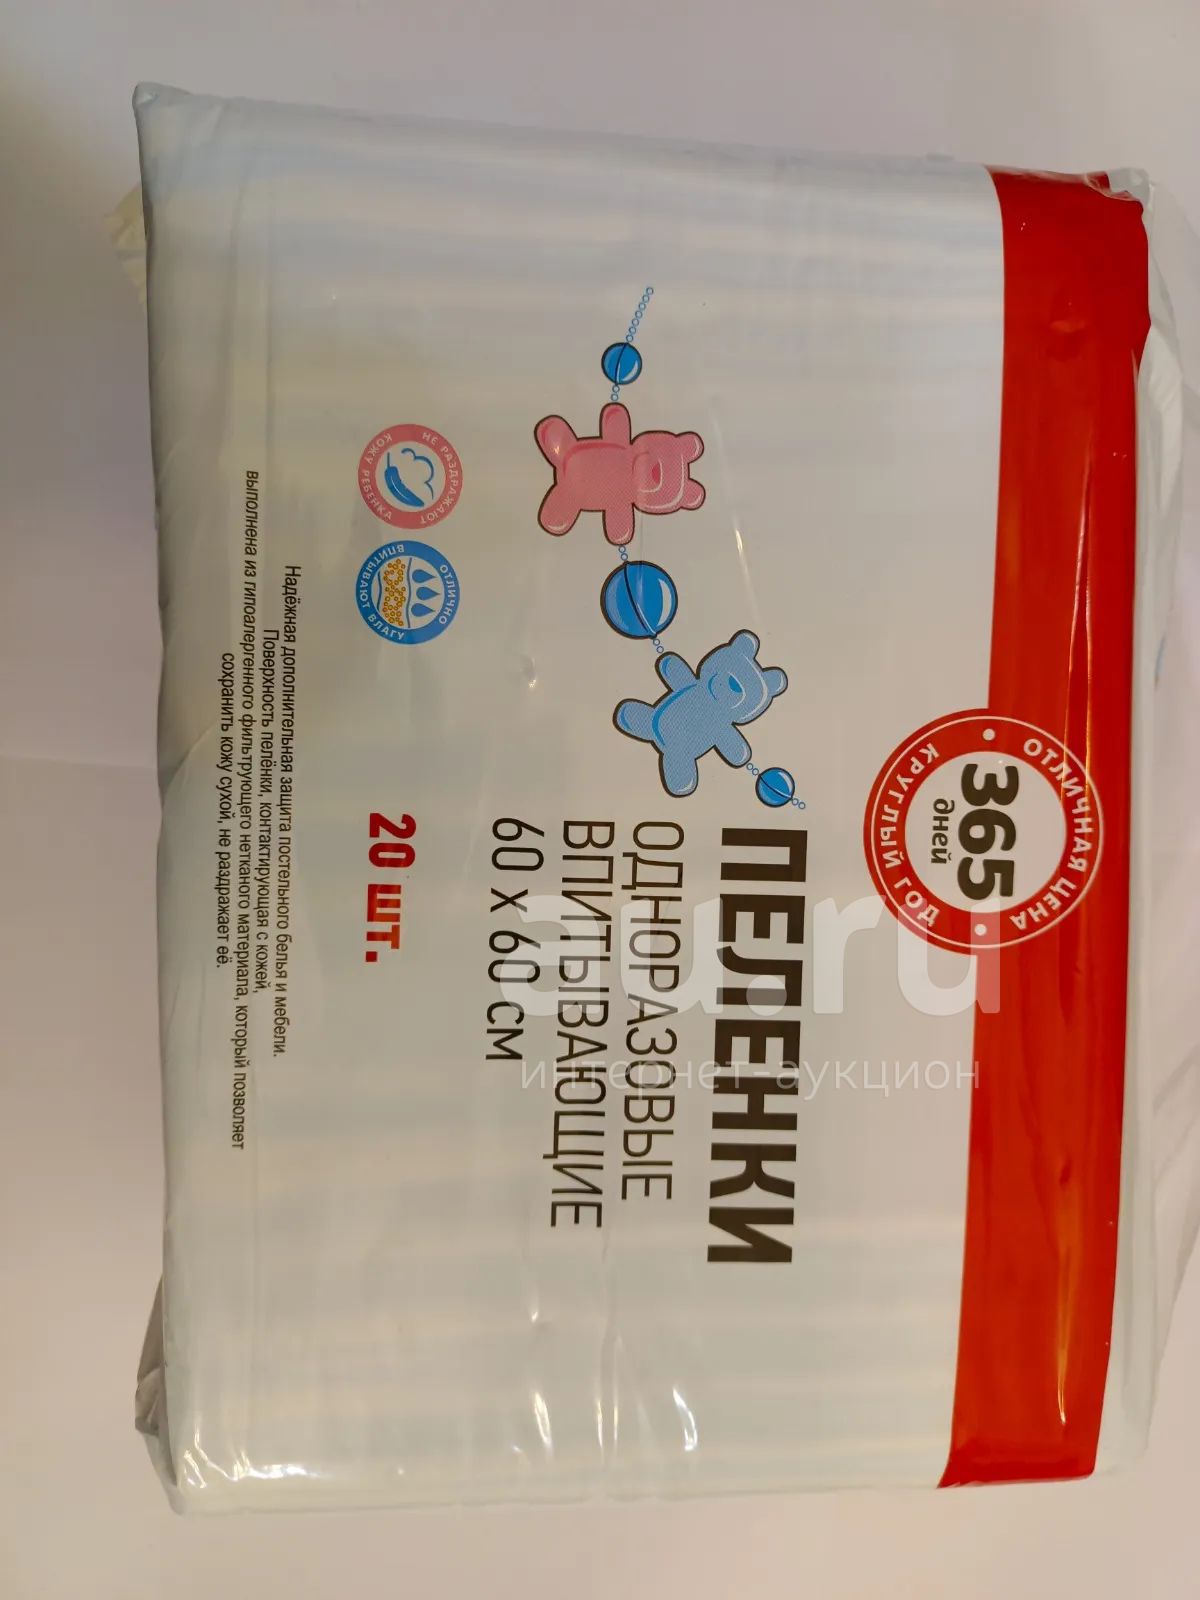 ОТЛИЧНАЯ ЦЕНА
365
дней
КРУГЛЫЙ ГОД
ПЕЛЕНКИ
ОДНОРАЗОВЫЕ
ВПИТЫВАЮЩИЕ
60 х 60 см
20 шт.
НЕ РАЗДРАЖАЮТ
КОЖУ РЕБЕНКА
ОТЛИЧНО
ВПИТЫВАЮТ ВЛАГУ
Надёжная дополнительная защита постельного белья и мебели.
Поверхность пелёнки, контактирующая с кожей,
выполнена из гипоалергенного фильтрующего нетканого материала, который позволяет
сохранить кожу сухой, не раздражает её.
au.ru
интернет-аукцион